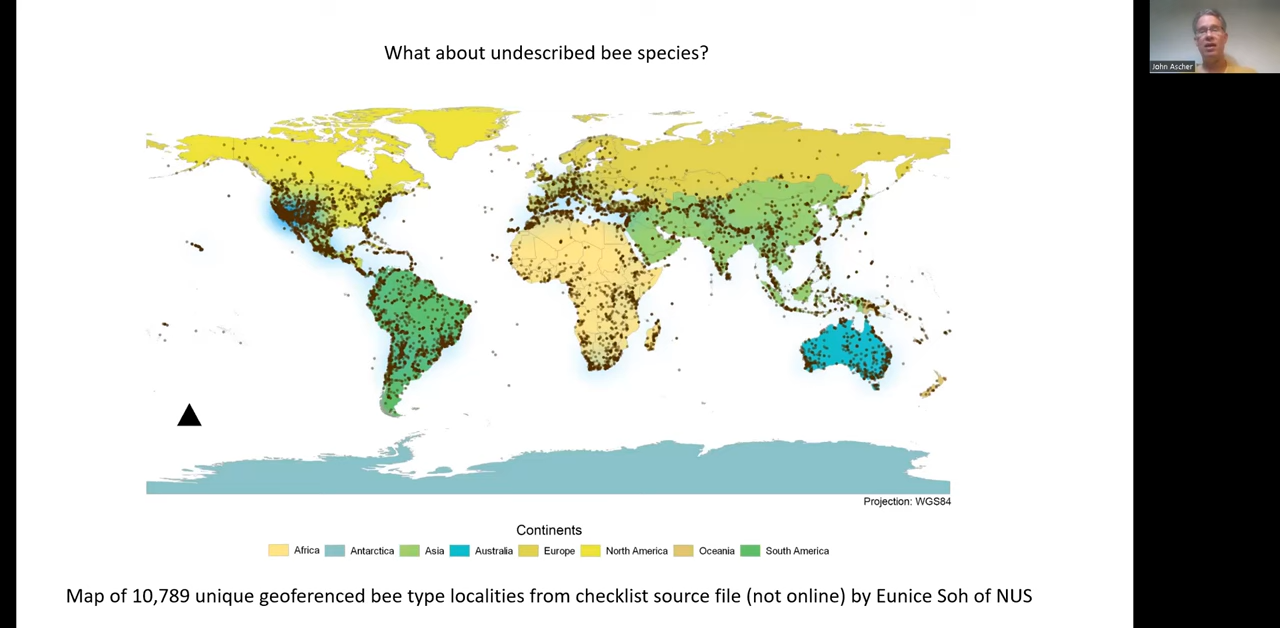 What about undescribed bee species?
John Ascher
Projection: WGS84
Continents
Africa Antarctica Asia Australia Europe North America Oceania South America
Map of 10,789 unique georeferenced bee type localities from checklist source file (not online) by Eunice Soh of NUS